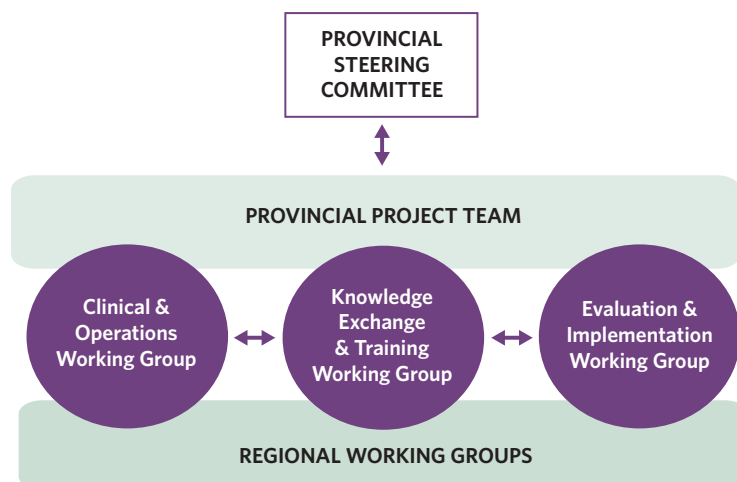 PROVINCIAL
STEERING
COMMITTEE
PROVINCIAL PROJECT TEAM
Clinical &
Operations
Working Group
Knowledge
Exchange
& Training
Working Group
Evaluation &
Implementation
Working Group
REGIONAL WORKING GROUPS